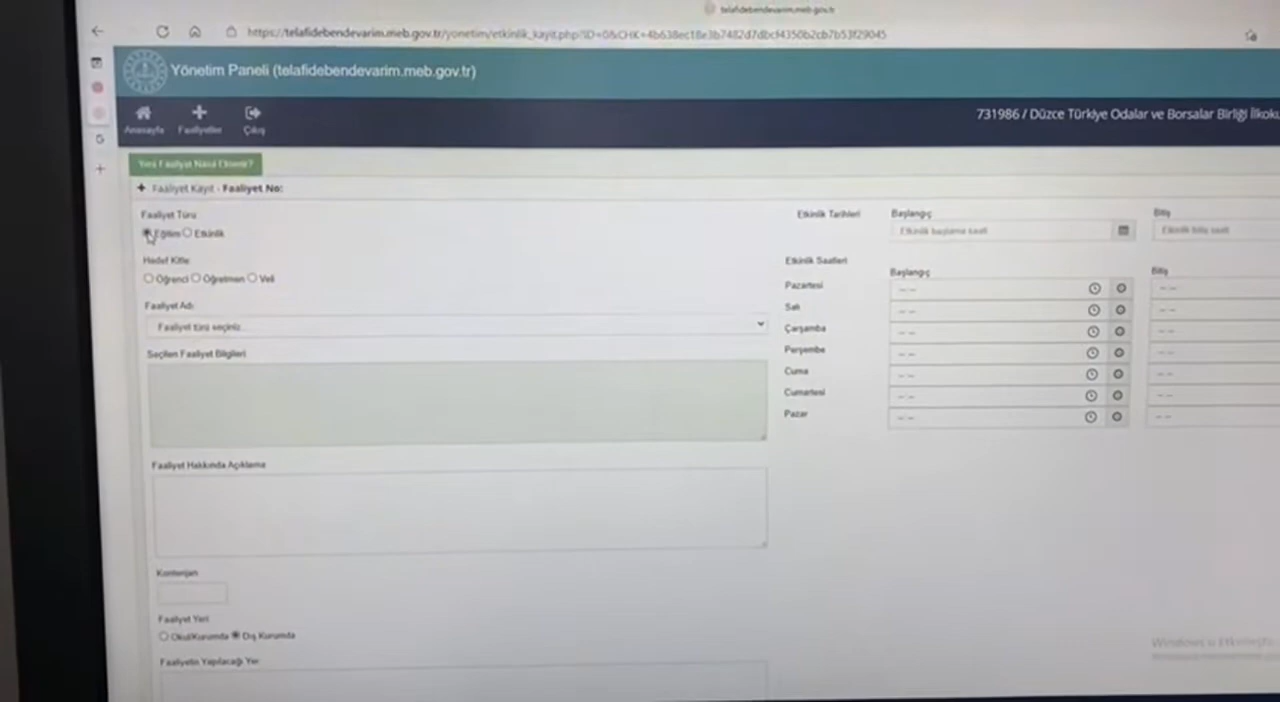 telafidebendevarim.meb.gov.tr
https://telafidebendevarim.meb.gov.tr/yonetim/etkinlik_kayit.php?ID=0&CHK=4b638ec18e3b7482d7dbcf4350b2cb7b53f29045
Yönetim Paneli (telafidebendevarim.meb.gov.tr)
Anasayfa Faaliyetler Çıkış
731986 / Düzce Türkiye Odalar ve Borsalar Birliği İlkoku
Yeni Faaliyet Nasıl Eklenir?
Faaliyet Kayıt - Faaliyet No:
Faaliyet Türü
Eğitim Etkinlik
Hedef Kitle
Öğrenci Öğretmen Veli
Faaliyet Adı
Faaliyet türü seçiniz
Seçilen Faaliyet Bilgileri
Faaliyet Hakkında Açıklama
Kontenjan
Faaliyet Yeri
Okul/Kurumda Dış Kurumda
Faaliyetin Yapılacağı Yer
Etkinlik Tarihleri
Başlangıç Bitiş
Etkinlik başlama saati Etkinlik bitiş saati
Etkinlik Saatleri
Başlangıç Bitiş
Pazartesi -- --
Salı -- --
Çarşamba -- --
Perşembe -- --
Cuma -- --
Cumartesi -- --
Pazar -- --
Windows'u Etkinleştir